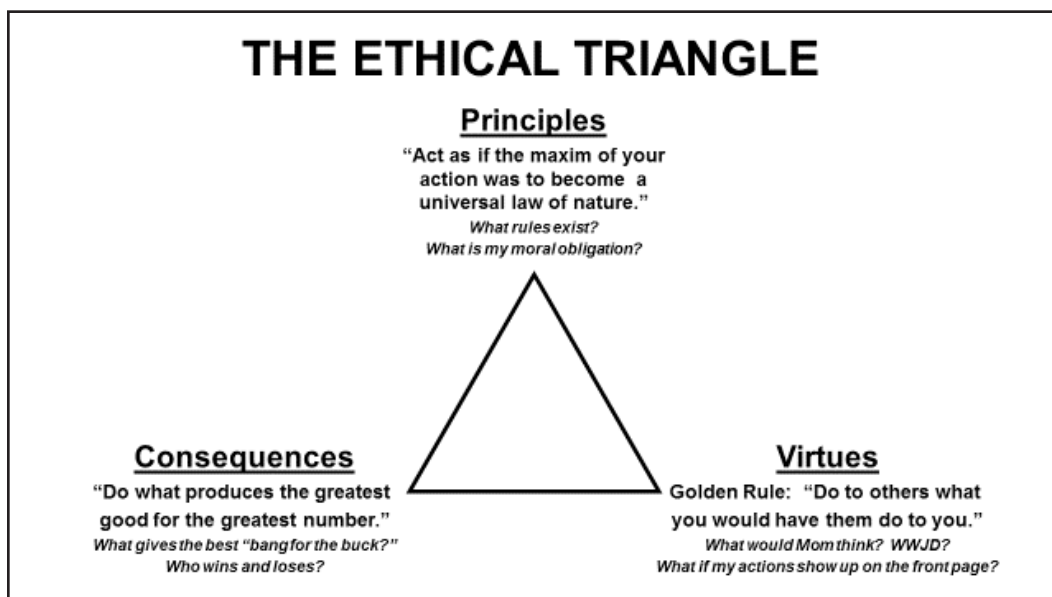 THE ETHICAL TRIANGLE
Principles
“Act as if the maxim of your
action was to become a
universal law of nature.”
What rules exist?
What is my moral obligation?
Consequences
“Do what produces the greatest
good for the greatest number.”
What gives the best “bang for the buck?”
Who wins and loses?
Virtues
Golden Rule: “Do to others what
you would have them do to you.”
What would Mom think? WWJD?
What if my actions show up on the front page?